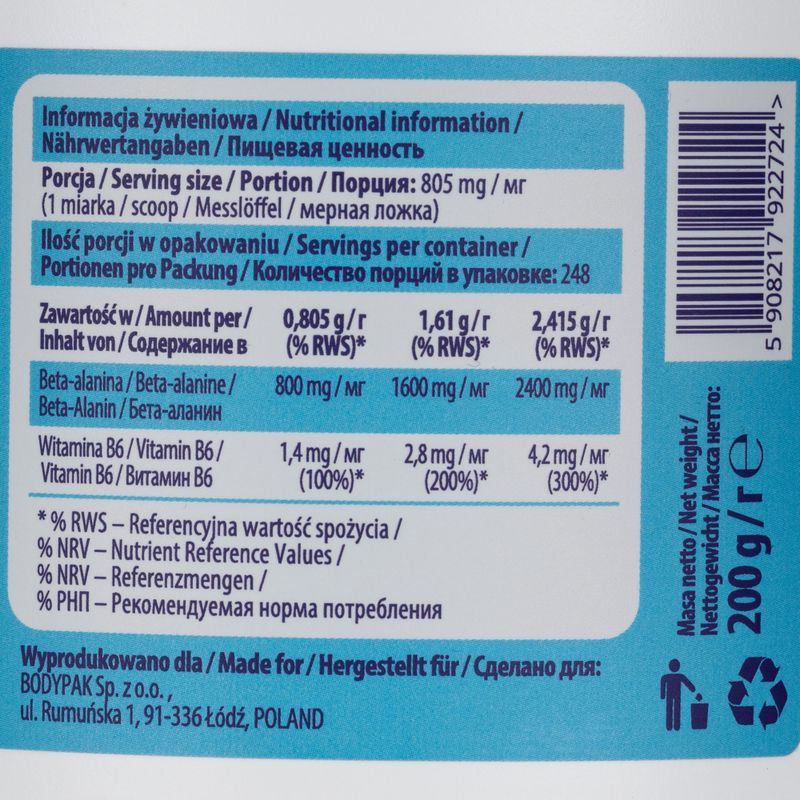 Informacja żywieniowa / Nutritional information /
Nährwertangaben / Пищевая ценность
Porcja / Serving size / Portion / Порция: 805 mg / мг
(1 miarka / scoop / Messlöffel / мерная ложка)
Ilość porcji w opakowaniu / Servings per container /
Portionen pro Packung / Количество порций в упаковке: 248
Zawartość w / Amount per / 0,805 g / г 1,61 g / г 2,415 g / г
Inhalt von / Содержание в (% RWS)* (% RWS)* (% RWS)*
Beta-alanina / Beta-alanine / 800 mg / мг 1600 mg / мг 2400 mg / мг
Beta-Alanin / Бета-аланин
Witamina B6 / Vitamin B6 / 1,4 mg / мг 2,8 mg / мг 4,2 mg / мг
Vitamin B6 / Витамин B6 (100%)* (200%)* (300%)*
* % RWS – Referencyjna wartość spożycia /
% NRV – Nutrient Reference Values /
% NRV – Referenzmengen /
% РНП – Рекомендуемая норма потребления
Wyprodukowano dla / Made for / Hergestellt für / Сделано для:
BODYPAK Sp. z o.o. ,
ul. Rumuńska 1, 91-336 Łódź, POLAND
5 908217 922724 >
Masa netto / Net weight /
Nettogewicht / Масса нетто:
200 g / г ℮